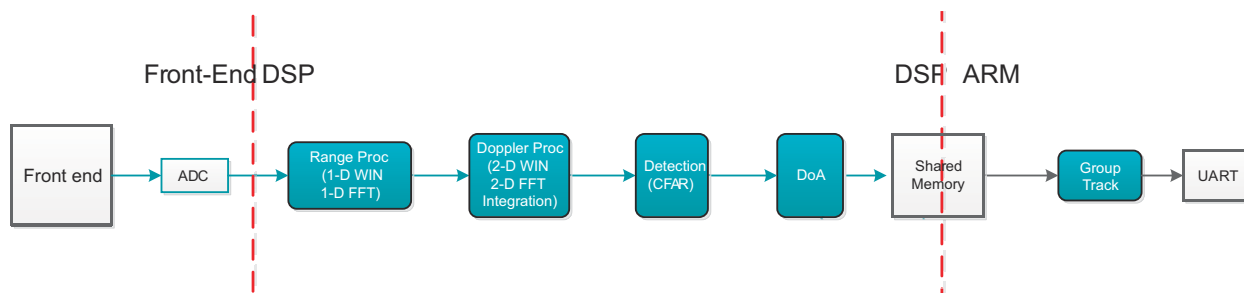 Front-End DSP
DSP ARM
Front end
ADC
Range Proc
(1-D WIN
1-D FFT)
Doppler Proc
(2-D WIN
2-D FFT
Integration)
Detection
(CFAR)
DoA
Shared
Memory
Group
Track
UART